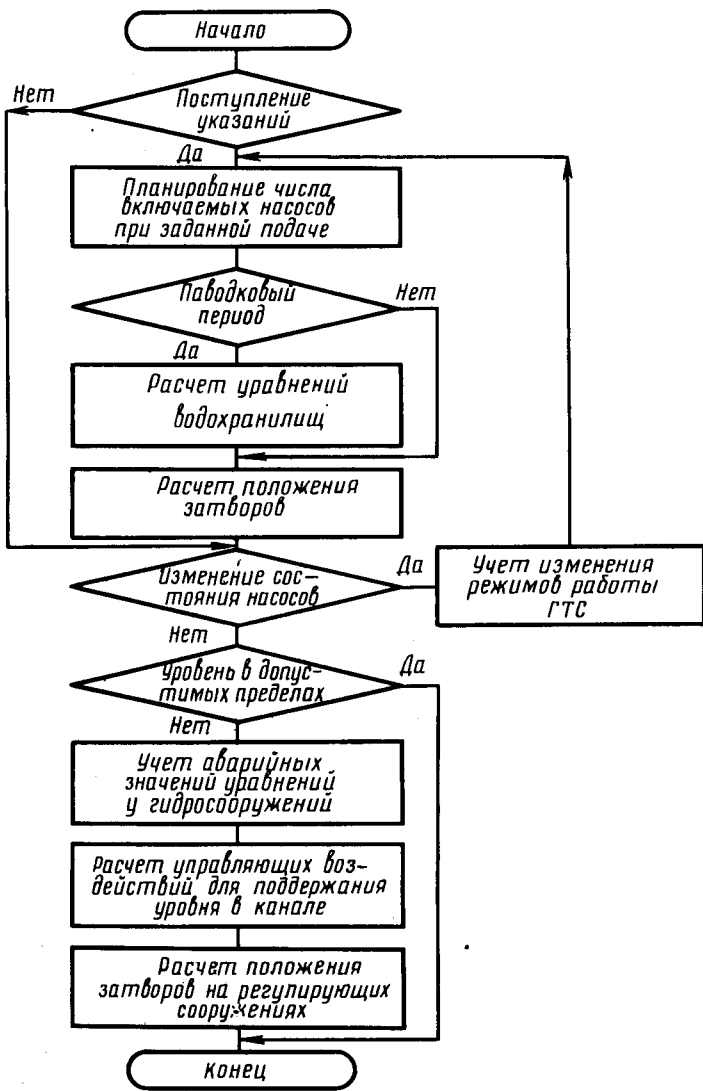 Начало
Нет
Поступление
указаний
Да
Планирование числа
включаемых насосов
при заданной подаче
Паводковый
период
Нет
Да
Расчет уравнений
водохранилищ
Расчет положения
затворов
Изменение сос-
тояния насосов
Да
Учет изменения
режимов работы
ГТС
Нет
Уровень в допус-
тимых пределах
Да
Нет
Учет аварийных
значений уравнений
у гидросооружений
Расчет управляющих воз-
действий для поддержания
уровня в канале
Расчет положения
затворов на регулирующих
сооружениях
Конец